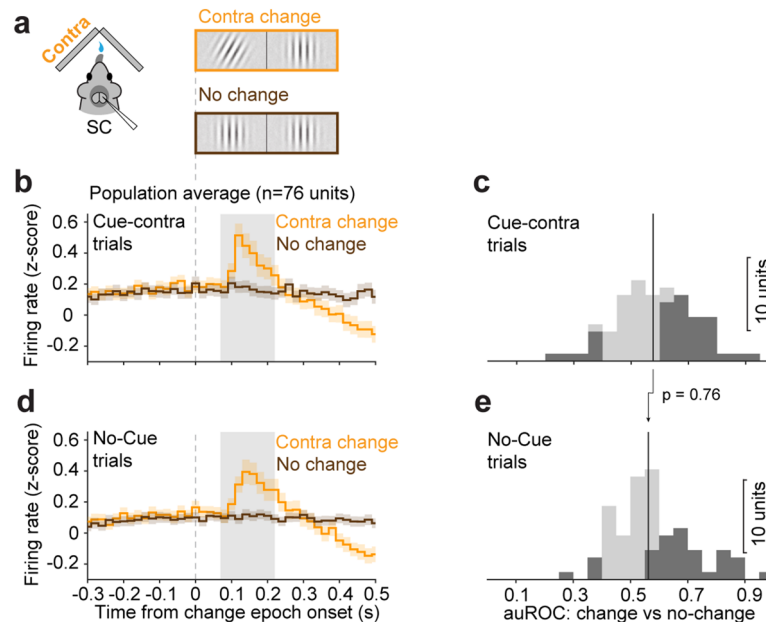 a
Contra
SC
Contra change
No change
b
Population average (n=76 units)
Cue-contra
trials
Contra change
No change
Firing rate (z-score)
0.6
0.4
0.2
0
-0.2
c
Cue-contra
trials
10 units
p = 0.76
d
No-Cue
trials
Contra change
No change
Firing rate (z-score)
0.6
0.4
0.2
0
-0.2
-0.3 -0.2 -0.1 0 0.1 0.2 0.3 0.4 0.5
Time from change epoch onset (s)
e
No-Cue
trials
10 units
0.1 0.3 0.5 0.7 0.9
auROC: change vs no-change